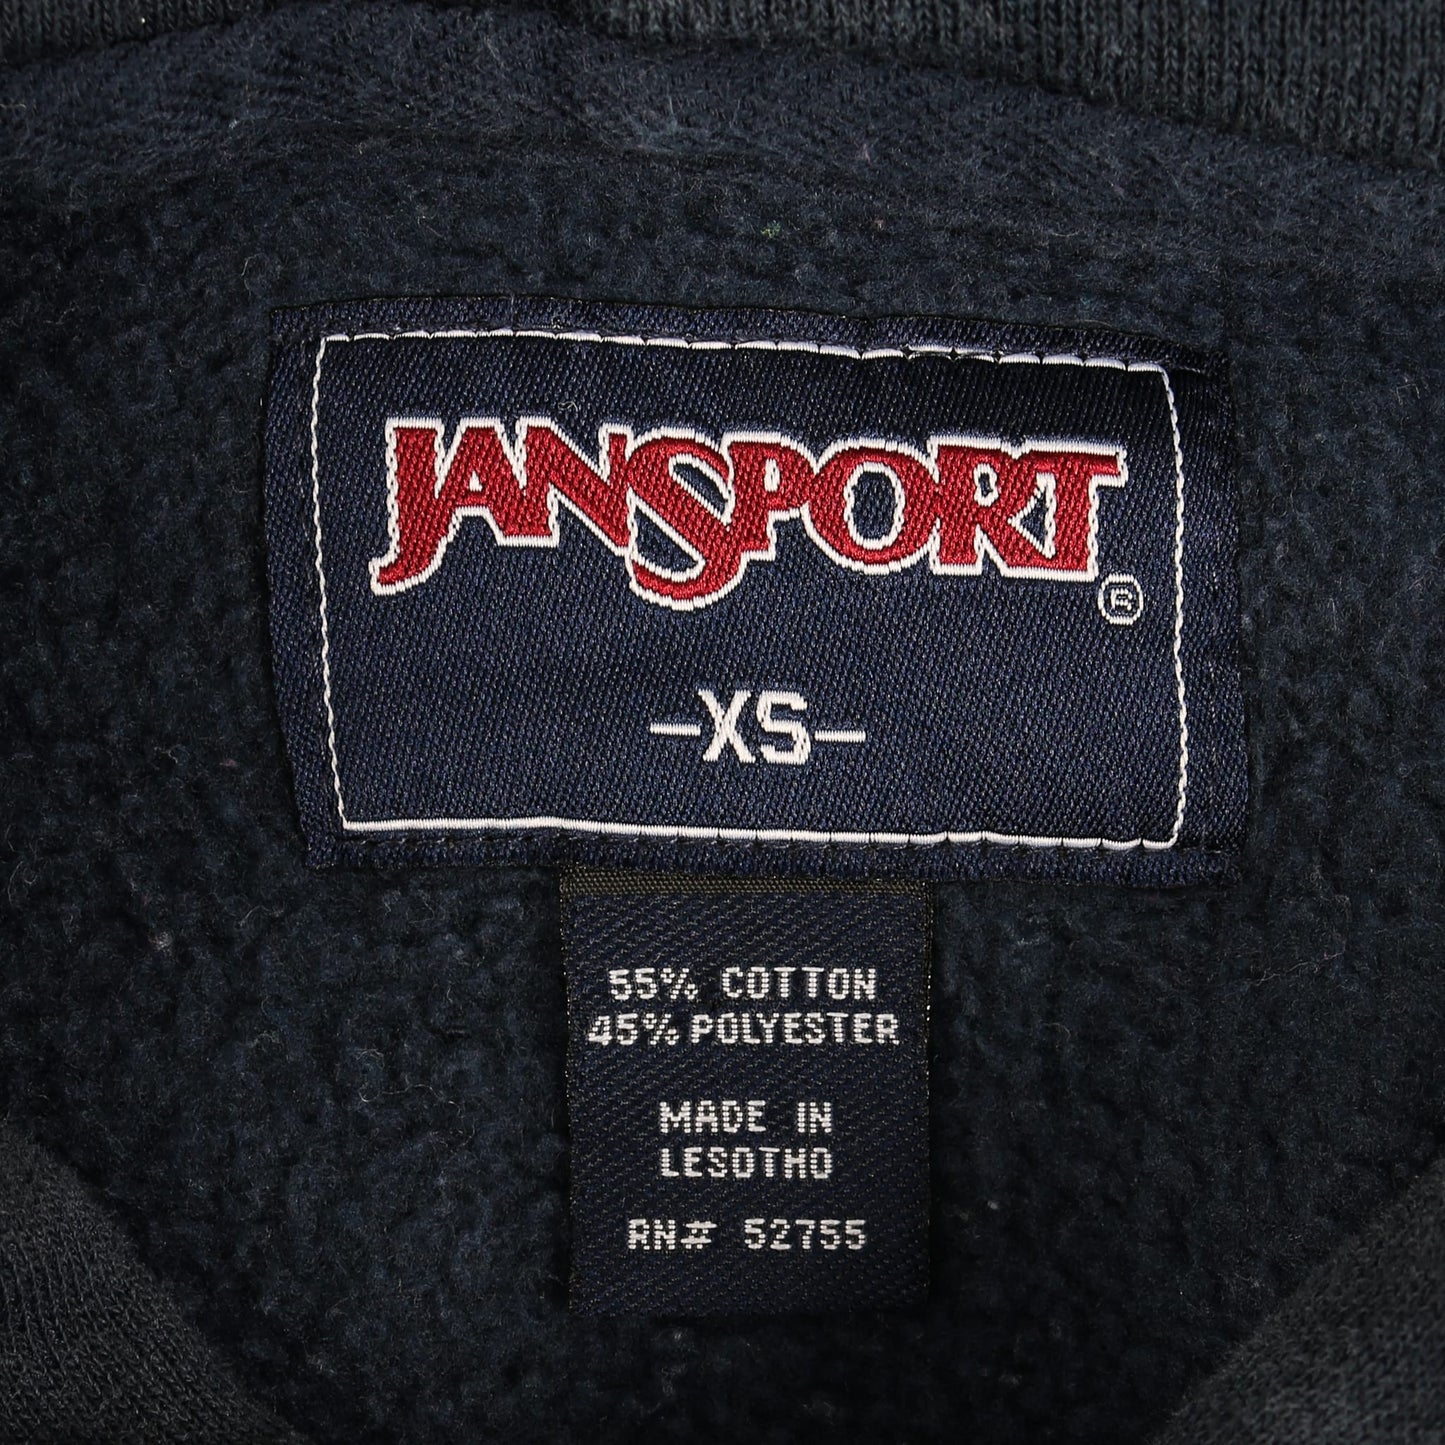 JANSPORT®
-XS-
55% COTTON
45% POLYESTER
MADE IN
LESOTHO
RN# 52755